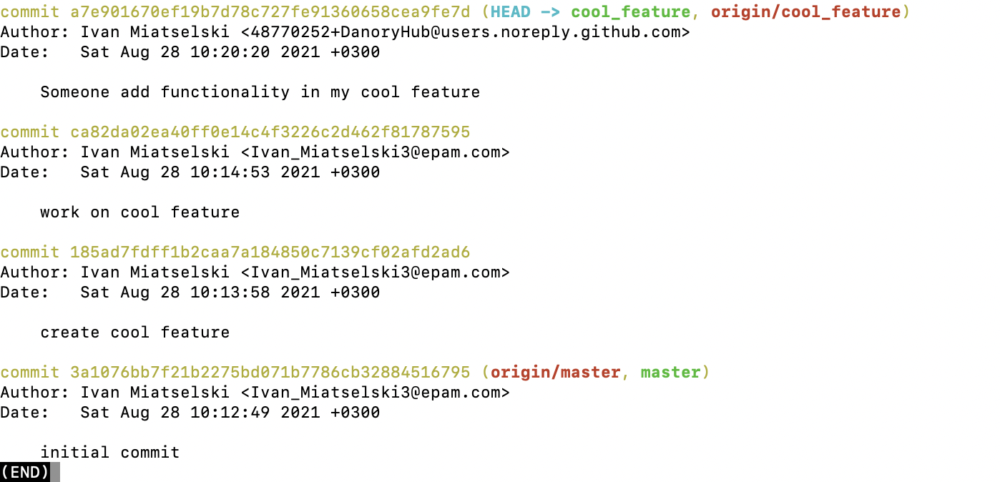 commit a7e901670ef19b7d78c727fe91360658cea9fe7d (HEAD -> cool_feature, origin/cool_feature)
Author: Ivan Miatselski <48770252+DanoryHub@users.noreply.github.com>
Date:   Sat Aug 28 10:20:20 2021 +0300
Someone add functionality in my cool feature
commit ca82da02ea40ff0e14c4f3226c2d462f81787595
Author: Ivan Miatselski <Ivan_Miatselski3@epam.com>
Date:   Sat Aug 28 10:14:53 2021 +0300
work on cool feature
commit 185ad7fdff1b2caa7a184850c7139cf02afd2ad6
Author: Ivan Miatselski <Ivan_Miatselski3@epam.com>
Date:   Sat Aug 28 10:13:58 2021 +0300
create cool feature
commit 3a1076bb7f21b2275bd071b7786cb32884516795 (origin/master, master)
Author: Ivan Miatselski <Ivan_Miatselski3@epam.com>
Date:   Sat Aug 28 10:12:49 2021 +0300
initial commit
(END)